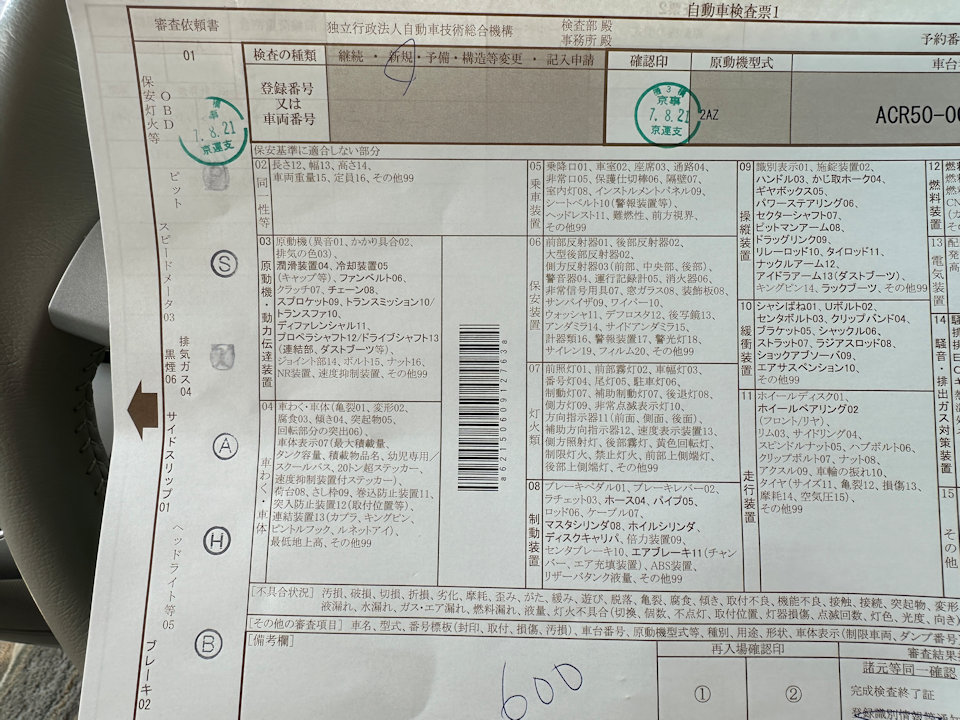 自動車検査票1
審査依頼書
独立行政法人自動車技術総合機構
検査部 殿
事務所 殿
予約番
01
検査の種類
継続 ・ 新規 ・ 予備 ・ 構造等変更 ・ 記入申請
確認印
原動機型式
車台
登録番号
又は
車両番号
7.8.21
京運支
7.8.21
京運支
2AZ
ACR50-0
保安基準に適合しない部分
OBD
保安灯火等
ピット
スピードメータ03
排気ガス04
黒煙06
サイドスリップ01
ヘッドライト等05
ブレーキ02
S
A
H
B
02
同一性等
長さ12、幅13、高さ14、
車両重量15、定員16、その他99
03
原動機・動力伝達装置
原動機(異音01、かかり具合02、
排気の色03)、
潤滑装置04、冷却装置05
(キャップ等)、ファンベルト06、
クラッチ07、チェーン08、
スプロケット09、トランスミッション10/
トランスファ10、
ディファレンシャル11、
プロペラシャフト12/ドライブシャフト13
(連結部、ダストブーツ等)、
ジョイント部14、ボルト15、ナット16、
NR装置、速度抑制装置、その他99
04
車わく・車体
車わく・車体(亀裂01、変形02、
腐食03、傾き04、突起物05、
回転部分の突出06)、
車体表示07(最大積載量、
タンク容量、積載物品名、幼児専用/
スクールバス、20トン超ステッカー、
速度抑制装置付ステッカー)、
荷台08、さし枠09、巻込防止装置11、
突入防止装置12(取付位置等)、
連結装置13(カプラ、キングピン、
ピントルフック、ルネットアイ)、
最低地上高、その他99
05
乗車装置
乗降口01、車室02、座席03、通路04、
非常口05、保護仕切棒06、隔壁07、
室内灯08、インストルメントパネル09、
シートベルト10(警報装置等)、
ヘッドレスト11、難燃性、前方視界、
その他99
06
保安装置
前部反射器01、後部反射器02、
大型後部反射器02、
側方反射器03(前部、中央部、後部)、
警音器04、運行記録計05、消火器06、
非常信号用具07、窓ガラス08、装飾板08、
サンバイザ09、ワイパー10、
ウォッシャ11、デフロスタ12、後写鏡13、
アンダミラ14、サイドアンダミラ15、
計器類16、警報装置17、警光灯18、
サイレン19、フィルム20、その他99
07
灯火類
前照灯01、前部霧灯02、車幅灯03、
番号灯04、尾灯05、駐車灯06、
制動灯07、補助制動灯07、後退灯08、
側方灯09、非常点滅表示灯10、
方向指示器11(前面、側面、後面)、
補助方向指示器12、速度表示装置13、
側方照射灯、後部霧灯、黄色回転灯、
制限灯火、禁止灯火、前部上側端灯、
後部上側端灯、その他99
08
制動装置
ブレーキペダル01、ブレーキレバー02、
ラチェット03、ホース04、パイプ05、
ロッド06、ケーブル07、
マスタシリンダ08、ホイルシリンダ、
ディスクキャリパ、倍力装置09、
センタブレーキ10、エアブレーキ11(チャン
バー、エア充填装置)、ABS装置、
リザーバタンク液量、その他99
09
操縦装置
識別表示01、施錠装置02、
ハンドル03、かじ取ホーク04、
ギヤボックス05、
パワーステアリング06、
セクターシャフト07、
ピットマンアーム08、
ドラッグリンク09、
リレーロッド10、タイロッド11、
ナックルアーム12、
アイドラアーム13(ダストブーツ)、
キングピン14、ラックブーツ、その他99
10
緩衝装置
シャシばね01、Uボルト02、
センタボルト03、クリップバンド04、
ブラケット05、シャックル06、
ストラット07、ラジアスロッド08、
ショックアブソーバ09、
エアサスペンション10、
その他99
11
走行装置
ホイールディスク01、
ホイールベアリング02
(フロント/リヤ)、
リム03、サイドリング04、
スピンドルナット05、ハブボルト06、
クリップボルト07、ナット08、
アクスル09、車輪の振れ10、
タイヤ(サイズ11、亀裂12、損傷13、
摩耗14、空気圧15)、
その他99
12
燃料装置
13
電気装置
14
騒音・排出ガス対策装置
15
その他
862150609127638
[不具合状況] 汚損、破損、切損、折損、劣化、摩耗、歪み、がた、緩み、遊び、脱落、亀裂、腐食、傾き、取付不良、機能不良、接触、接続、突起物、変形
液漏れ、水漏れ、ガス・エア漏れ、燃料漏れ、液量、灯火不具合(切換、個数、不点灯、取付位置、灯器損傷、点滅回数、灯色、光度、向き)
[その他の審査項目] 車名、型式、番号標板(封印、取付、損傷、汚損)、車台番号、原動機型式等、種別、用途、形状、車体表示(制限車両、ダンプ番号)
[備考欄]
600
再入場確認印
①
②
審査結果
諸元等同一確認
完成検査終了証
登録識別情報等通知